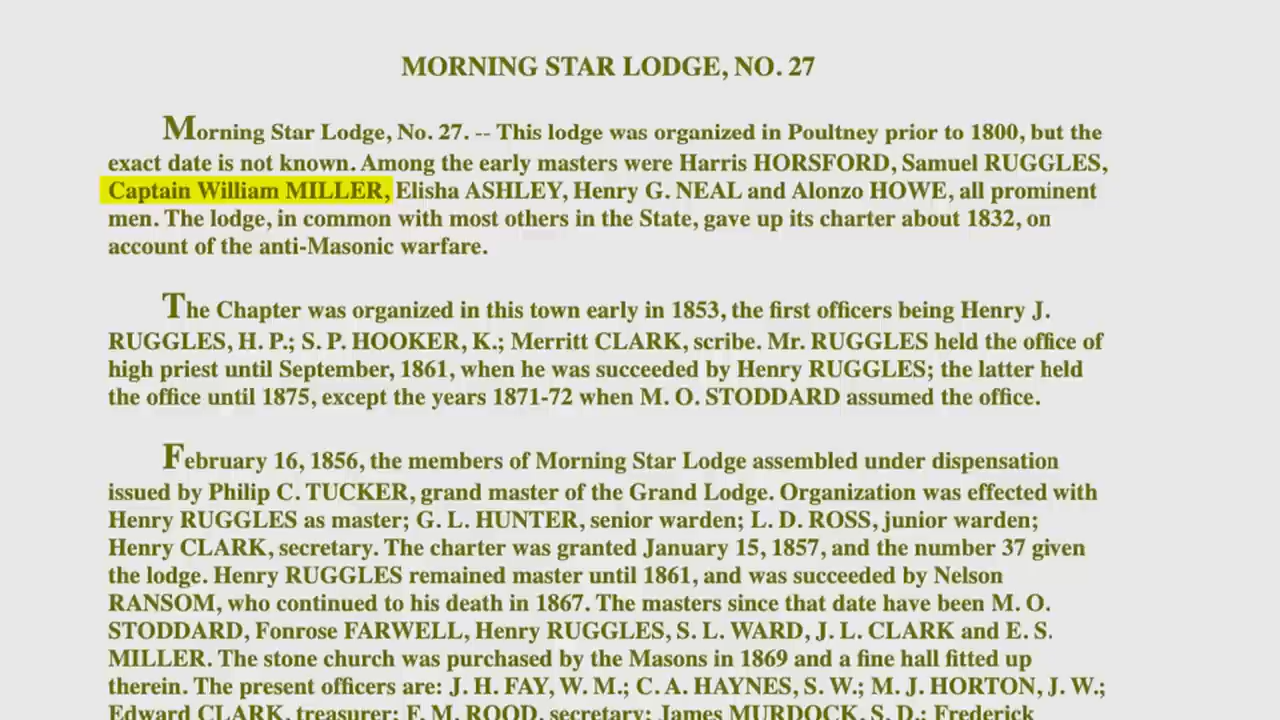 MORNING STAR LODGE, NO. 27
Morning Star Lodge, No. 27. -- This lodge was organized in Poultney prior to 1800, but the
exact date is not known. Among the early masters were Harris HORSFORD, Samuel RUGGLES,
Captain William MILLER, Elisha ASHLEY, Henry G. NEAL and Alonzo HOWE, all prominent
men. The lodge, in common with most others in the State, gave up its charter about 1832, on
account of the anti-Masonic warfare.
The Chapter was organized in this town early in 1853, the first officers being Henry J.
RUGGLES, H. P.; S. P. HOOKER, K.; Merritt CLARK, scribe. Mr. RUGGLES held the office of
high priest until September, 1861, when he was succeeded by Henry RUGGLES; the latter held
the office until 1875, except the years 1871-72 when M. O. STODDARD assumed the office.
February 16, 1856, the members of Morning Star Lodge assembled under dispensation
issued by Philip C. TUCKER, grand master of the Grand Lodge. Organization was effected with
Henry RUGGLES as master; G. L. HUNTER, senior warden; L. D. ROSS, junior warden;
Henry CLARK, secretary. The charter was granted January 15, 1857, and the number 37 given
the lodge. Henry RUGGLES remained master until 1861, and was succeeded by Nelson
RANSOM, who continued to his death in 1867. The masters since that date have been M. O.
STODDARD, Fonrose FARWELL, Henry RUGGLES, S. L. WARD, J. L. CLARK and E. S.
MILLER. The stone church was purchased by the Masons in 1869 and a fine hall fitted up
therein. The present officers are: J. H. FAY, W. M.; C. A. HAYNES, S. W.; M. J. HORTON, J. W.;
Edward CLARK, treasurer; F. M. ROOD, secretary; James MURDOCK, S. D.; Frederick